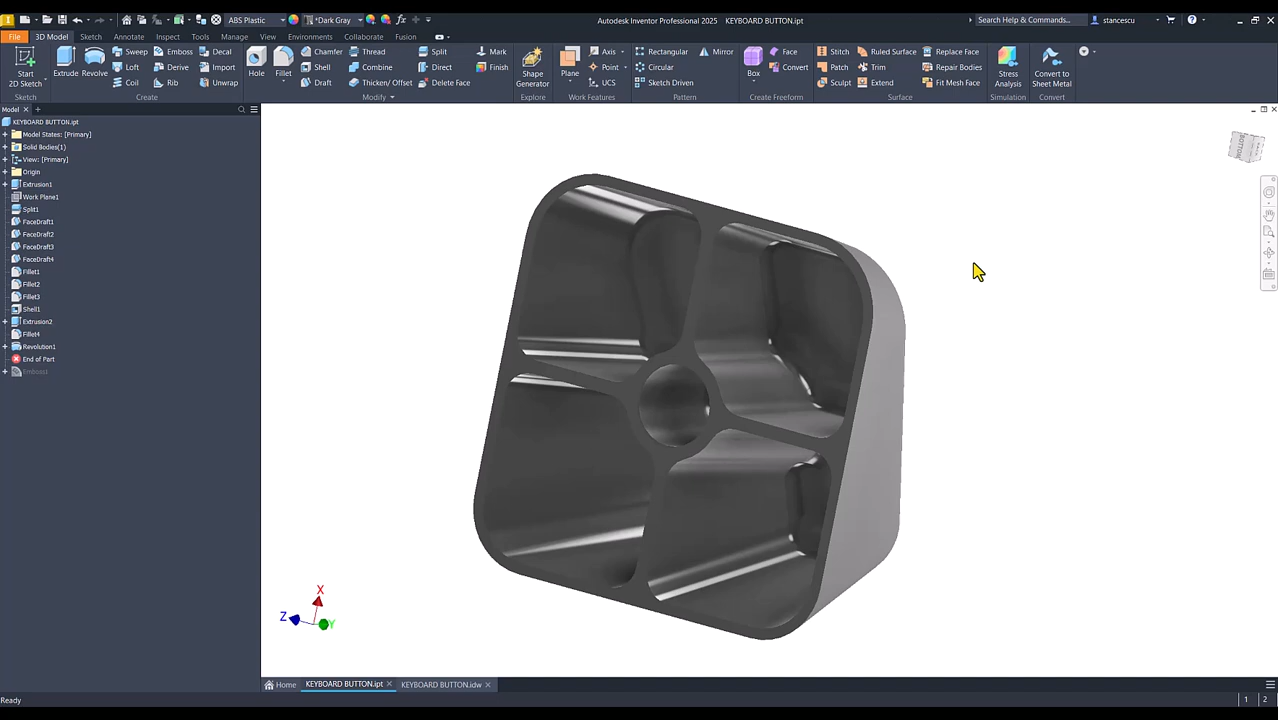 ABS Plastic
*Dark Gray
Autodesk Inventor Professional 2025 KEYBOARD BUTTON.ipt
Search Help & Commands...
stancescu
File 3D Model Sketch Annotate Inspect Tools Manage View Environments Collaborate Fusion
Start
2D Sketch
Extrude
Revolve
Sweep
Emboss
Decal
Loft
Derive
Import
Coil
Rib
Unwrap
Hole
Fillet
Chamfer
Thread
Split
Mark
Shell
Combine
Direct
Finish
Draft
Thicken/ Offset
Delete Face
Shape
Generator
Plane
Axis
Point
UCS
Rectangular
Mirror
Circular
Sketch Driven
Box
Face
Convert
Stitch
Ruled Surface
Replace Face
Patch
Trim
Repair Bodies
Sculpt
Extend
Fit Mesh Face
Stress
Analysis
Convert to
Sheet Metal
Sketch
Create
Modify
Explore
Work Features
Pattern
Create Freeform
Surface
Simulation
Convert
Model
KEYBOARD BUTTON.ipt
Model States: [Primary]
Solid Bodies(1)
View: [Primary]
Origin
Extrusion1
Work Plane1
Split1
FaceDraft1
FaceDraft2
FaceDraft3
FaceDraft4
Fillet1
Fillet2
Fillet3
Shell1
Extrusion2
Fillet4
Revolution1
End of Part
Emboss1
BOTTOM
X
Z
Y
Home
KEYBOARD BUTTON.ipt
KEYBOARD BUTTON.idw
Ready
1 2